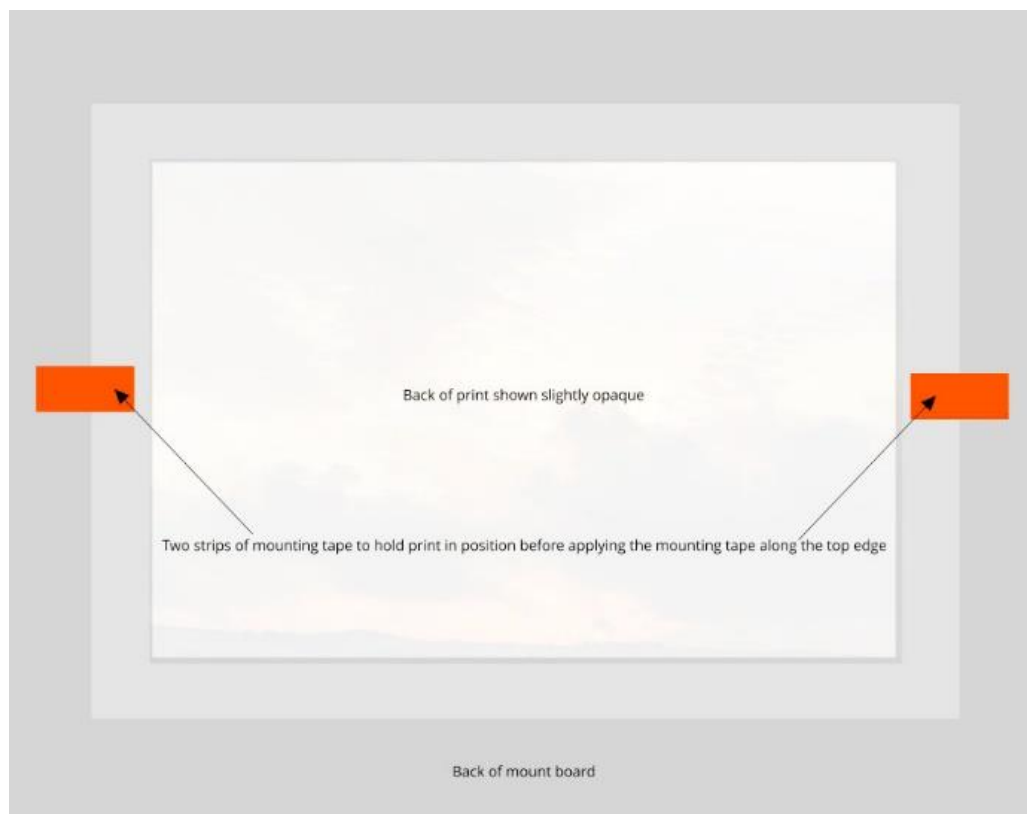 Back of print shown slightly opaque
Two strips of mounting tape to hold print in position before applying the mounting tape along the top edge
Back of mount board